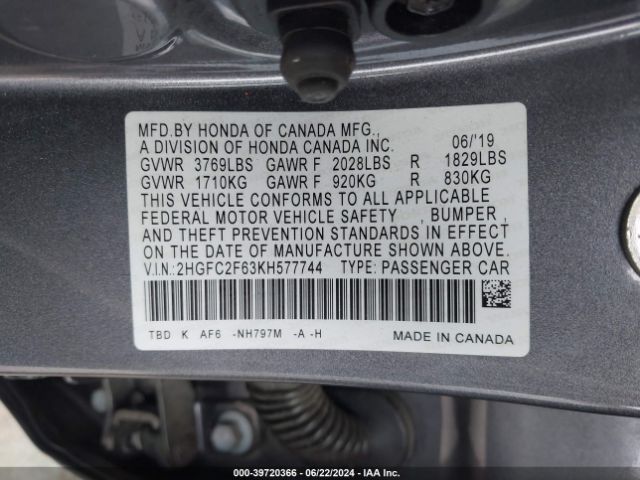 MFD.BY HONDA OF CANADA MFG.,
A DIVISION OF HONDA CANADA INC. 06/'19
GVWR 3769LBS GAWR F 2028LBS R 1829LBS
GVWR 1710KG GAWR F 920KG R 830KG
THIS VEHICLE CONFORMS TO ALL APPLICABLE
FEDERAL MOTOR VEHICLE SAFETY , BUMPER ,
AND THEFT PREVENTION STANDARDS IN EFFECT
ON THE DATE OF MANUFACTURE SHOWN ABOVE.
V.I.N.:2HGFC2F63KH577744 TYPE: PASSENGER CAR
TBD K AF6 -NH797M -A -H MADE IN CANADA
000-39720366 - 06/22/2024 - IAA Inc.